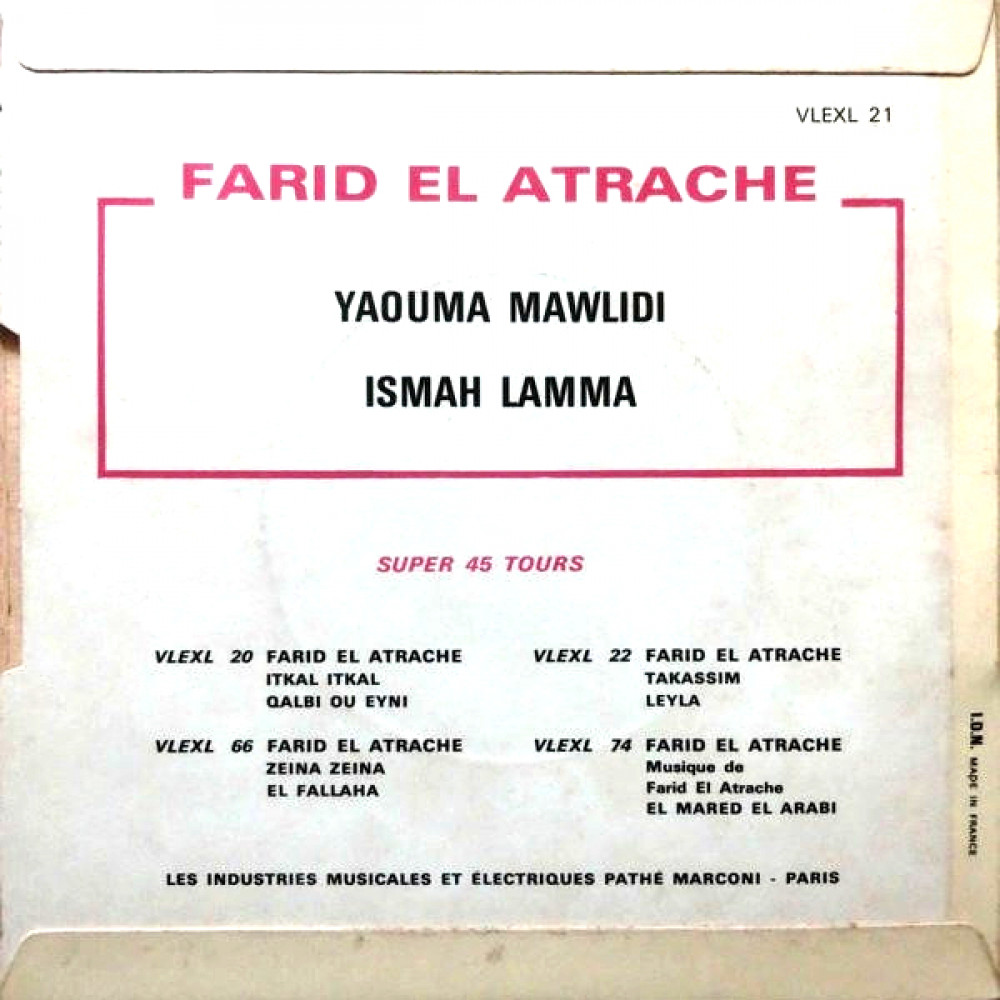 VLEXL 21
FARID EL ATRACHE
YAOUMA MAWLIDI
ISMAH LAMMA
SUPER 45 TOURS
VLEXL 20 FARID EL ATRACHE
ITKAL ITKAL
QALBI OU EYNI
VLEXL 22 FARID EL ATRACHE
TAKASSIM
LEYLA
VLEXL 66 FARID EL ATRACHE
ZEINA ZEINA
EL FALLAHA
VLEXL 74 FARID EL ATRACHE
Musique de
Farid El Atrache
EL MARED EL ARABI
LES INDUSTRIES MUSICALES ET ÉLECTRIQUES PATHÉ MARCONI - PARIS
I.D.N. MADE IN FRANCE